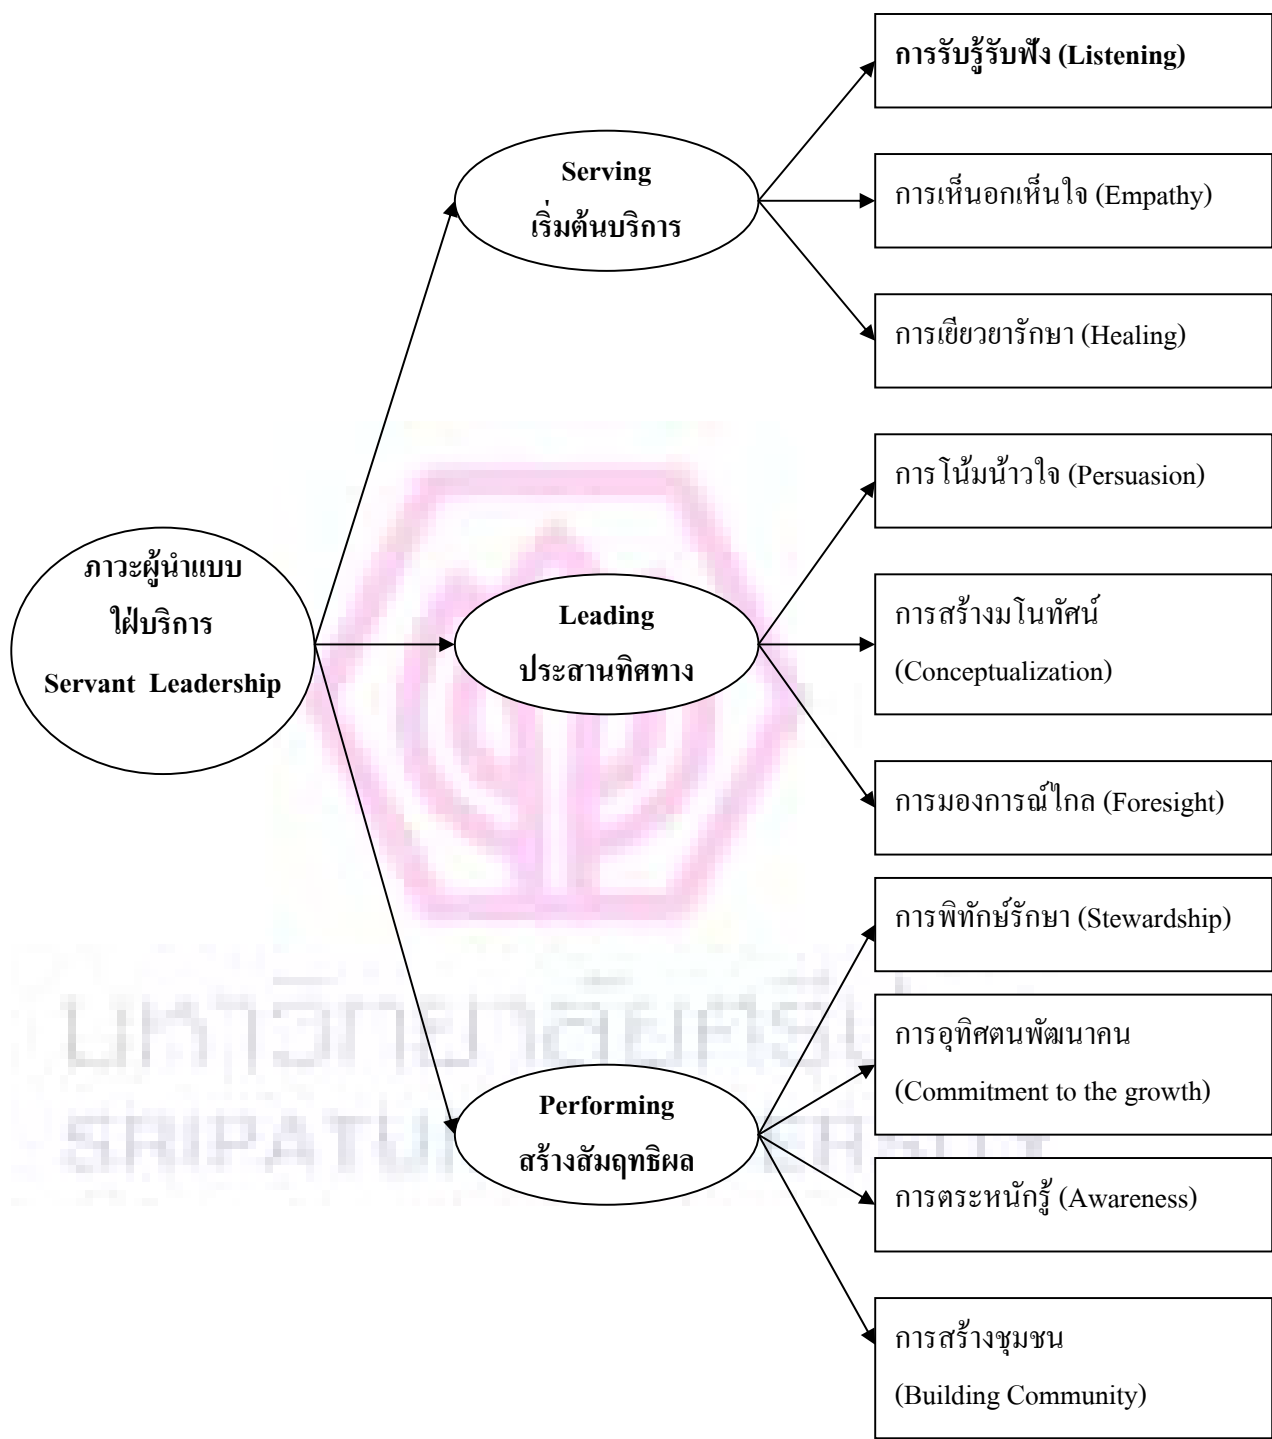 ภาวะผู้นำแบบ
ใฝ่บริการ
Servant Leadership
Serving
เริ่มต้นบริการ
การรับรู้รับฟัง (Listening)
การเห็นอกเห็นใจ (Empathy)
การเยียวยารักษา (Healing)
Leading
ประสานทิศทาง
การโน้มน้าวใจ (Persuasion)
การสร้างมโนทัศน์
(Conceptualization)
การมองการณ์ไกล (Foresight)
Performing
สร้างสัมฤทธิผล
การพิทักษ์รักษา (Stewardship)
การอุทิศตนพัฒนาคน
(Commitment to the growth)
การตระหนักรู้ (Awareness)
การสร้างชุมชน
(Building Community)